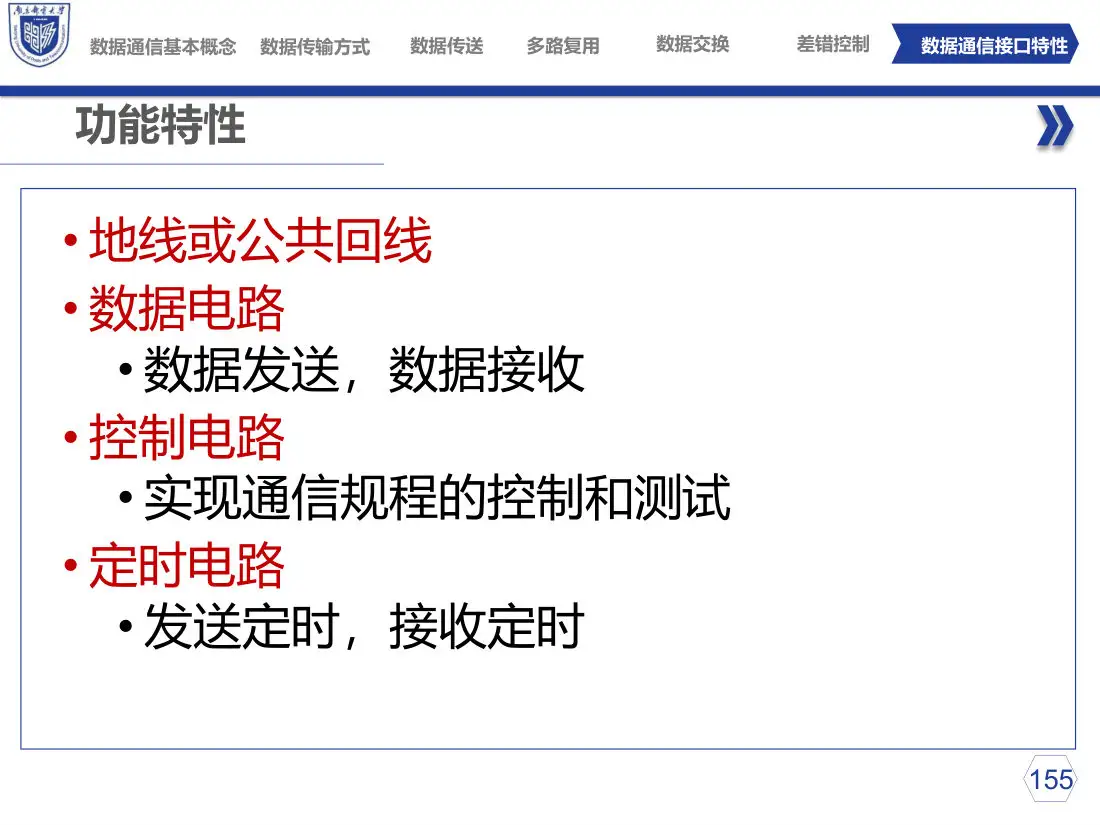 数据通信基本概念 数据传输方式 数据传送 多路复用 数据交换 差错控制 数据通信接口特性
功能特性
• 地线或公共回线
• 数据电路
• 数据发送，数据接收
• 控制电路
• 实现通信规程的控制和测试
• 定时电路
• 发送定时，接收定时
155